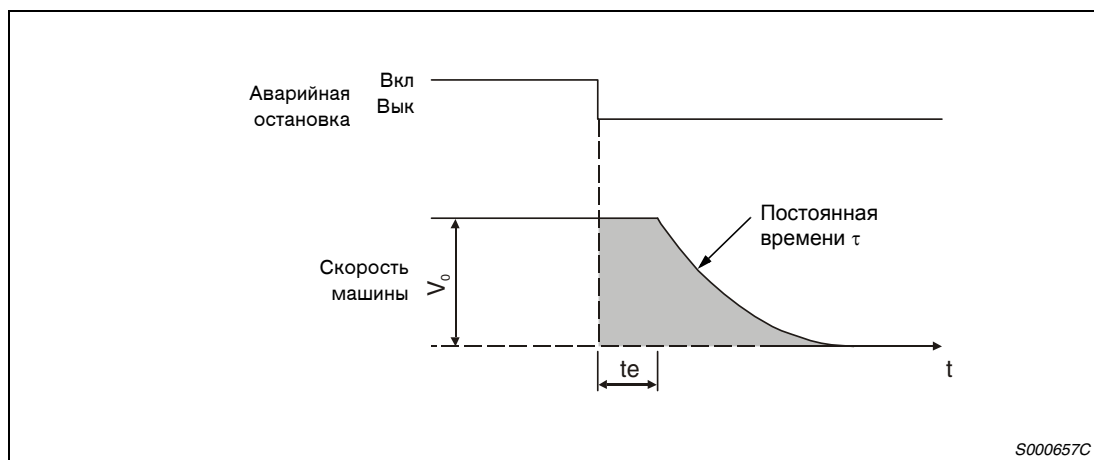 Аварийная
остановка
Вкл
Вык
Постоянная
времени τ
Скорость
машины
V₀
te
t
S000657C